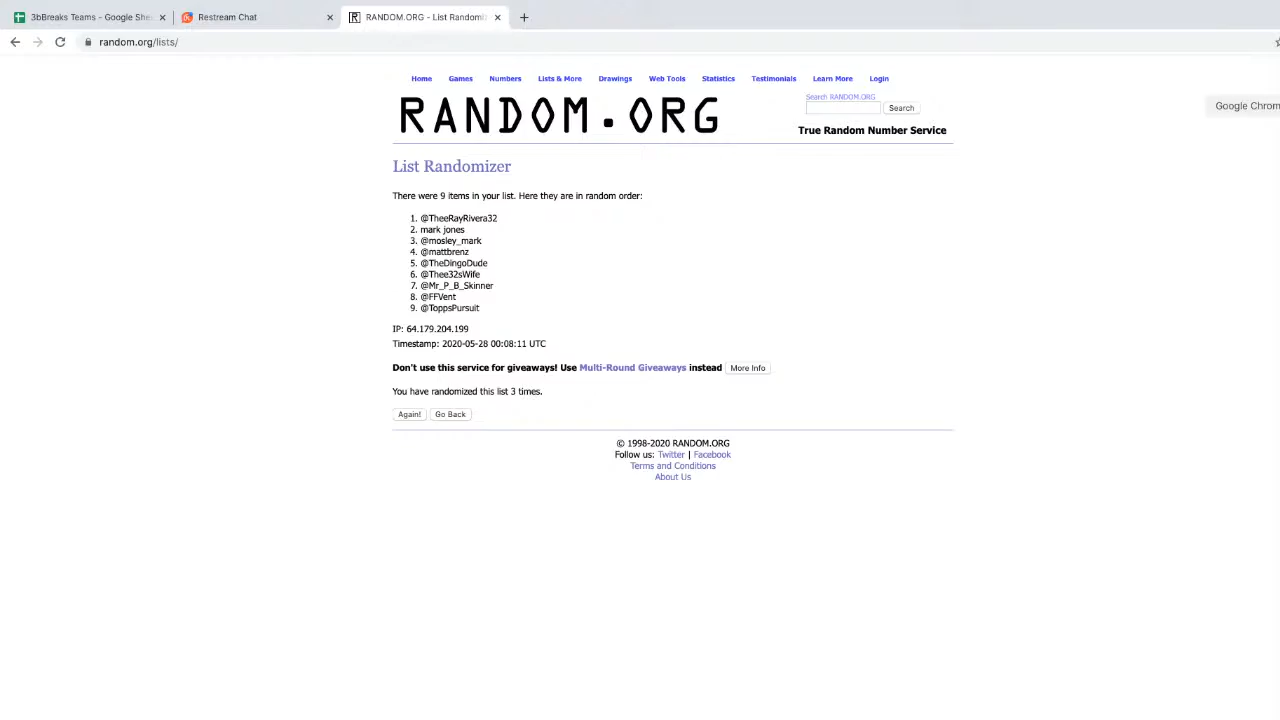 3bBreaks Teams - Google She
Restream Chat
RANDOM.ORG - List Randomiz
random.org/lists/
Home Games Numbers Lists & More Drawings Web Tools Statistics Testimonials Learn More Login
Search RANDOM.ORG
RANDOM.ORG
Search
Google Chrom
True Random Number Service
List Randomizer
There were 9 items in your list. Here they are in random order:
1. @TheeRayRivera32
2. mark jones
3. @mosley_mark
4. @mattbrenz
5. @TheDingoDude
6. @Thee32sWife
7. @Mr_P_B_Skinner
8. @FFVent
9. @ToppsPursuit
IP: 64.179.204.199
Timestamp: 2020-05-28 00:08:11 UTC
Don't use this service for giveaways! Use Multi-Round Giveaways instead More Info
You have randomized this list 3 times.
Again! Go Back
© 1998-2020 RANDOM.ORG
Follow us: Twitter | Facebook
Terms and Conditions
About Us